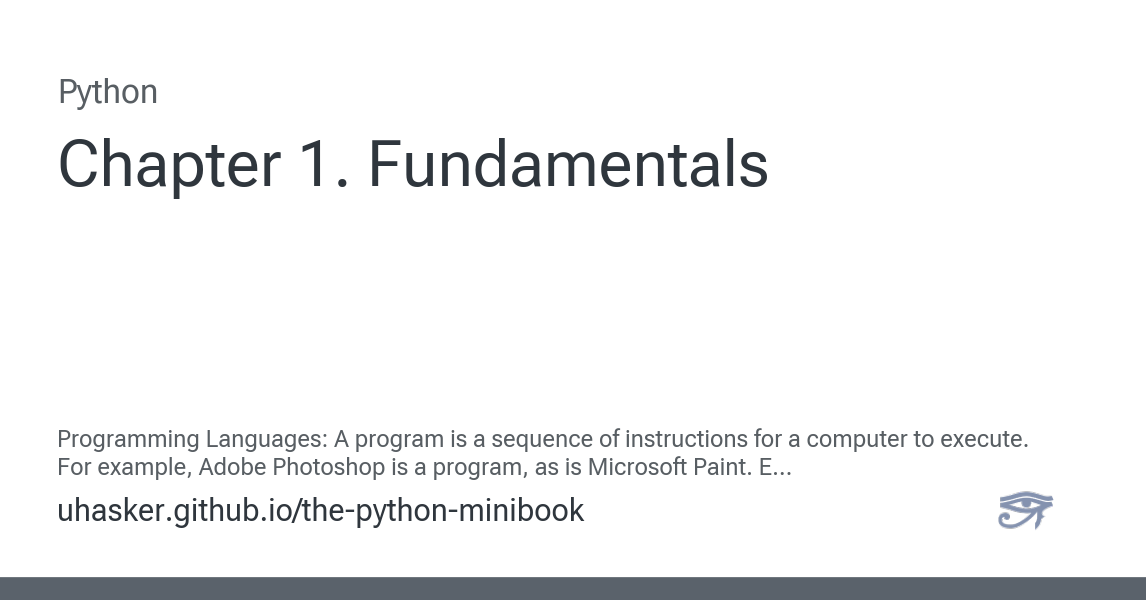 Python
Chapter 1. Fundamentals
Programming Languages: A program is a sequence of instructions for a computer to execute.
For example, Adobe Photoshop is a program, as is Microsoft Paint. E...
uhasker.github.io/the-python-minibook